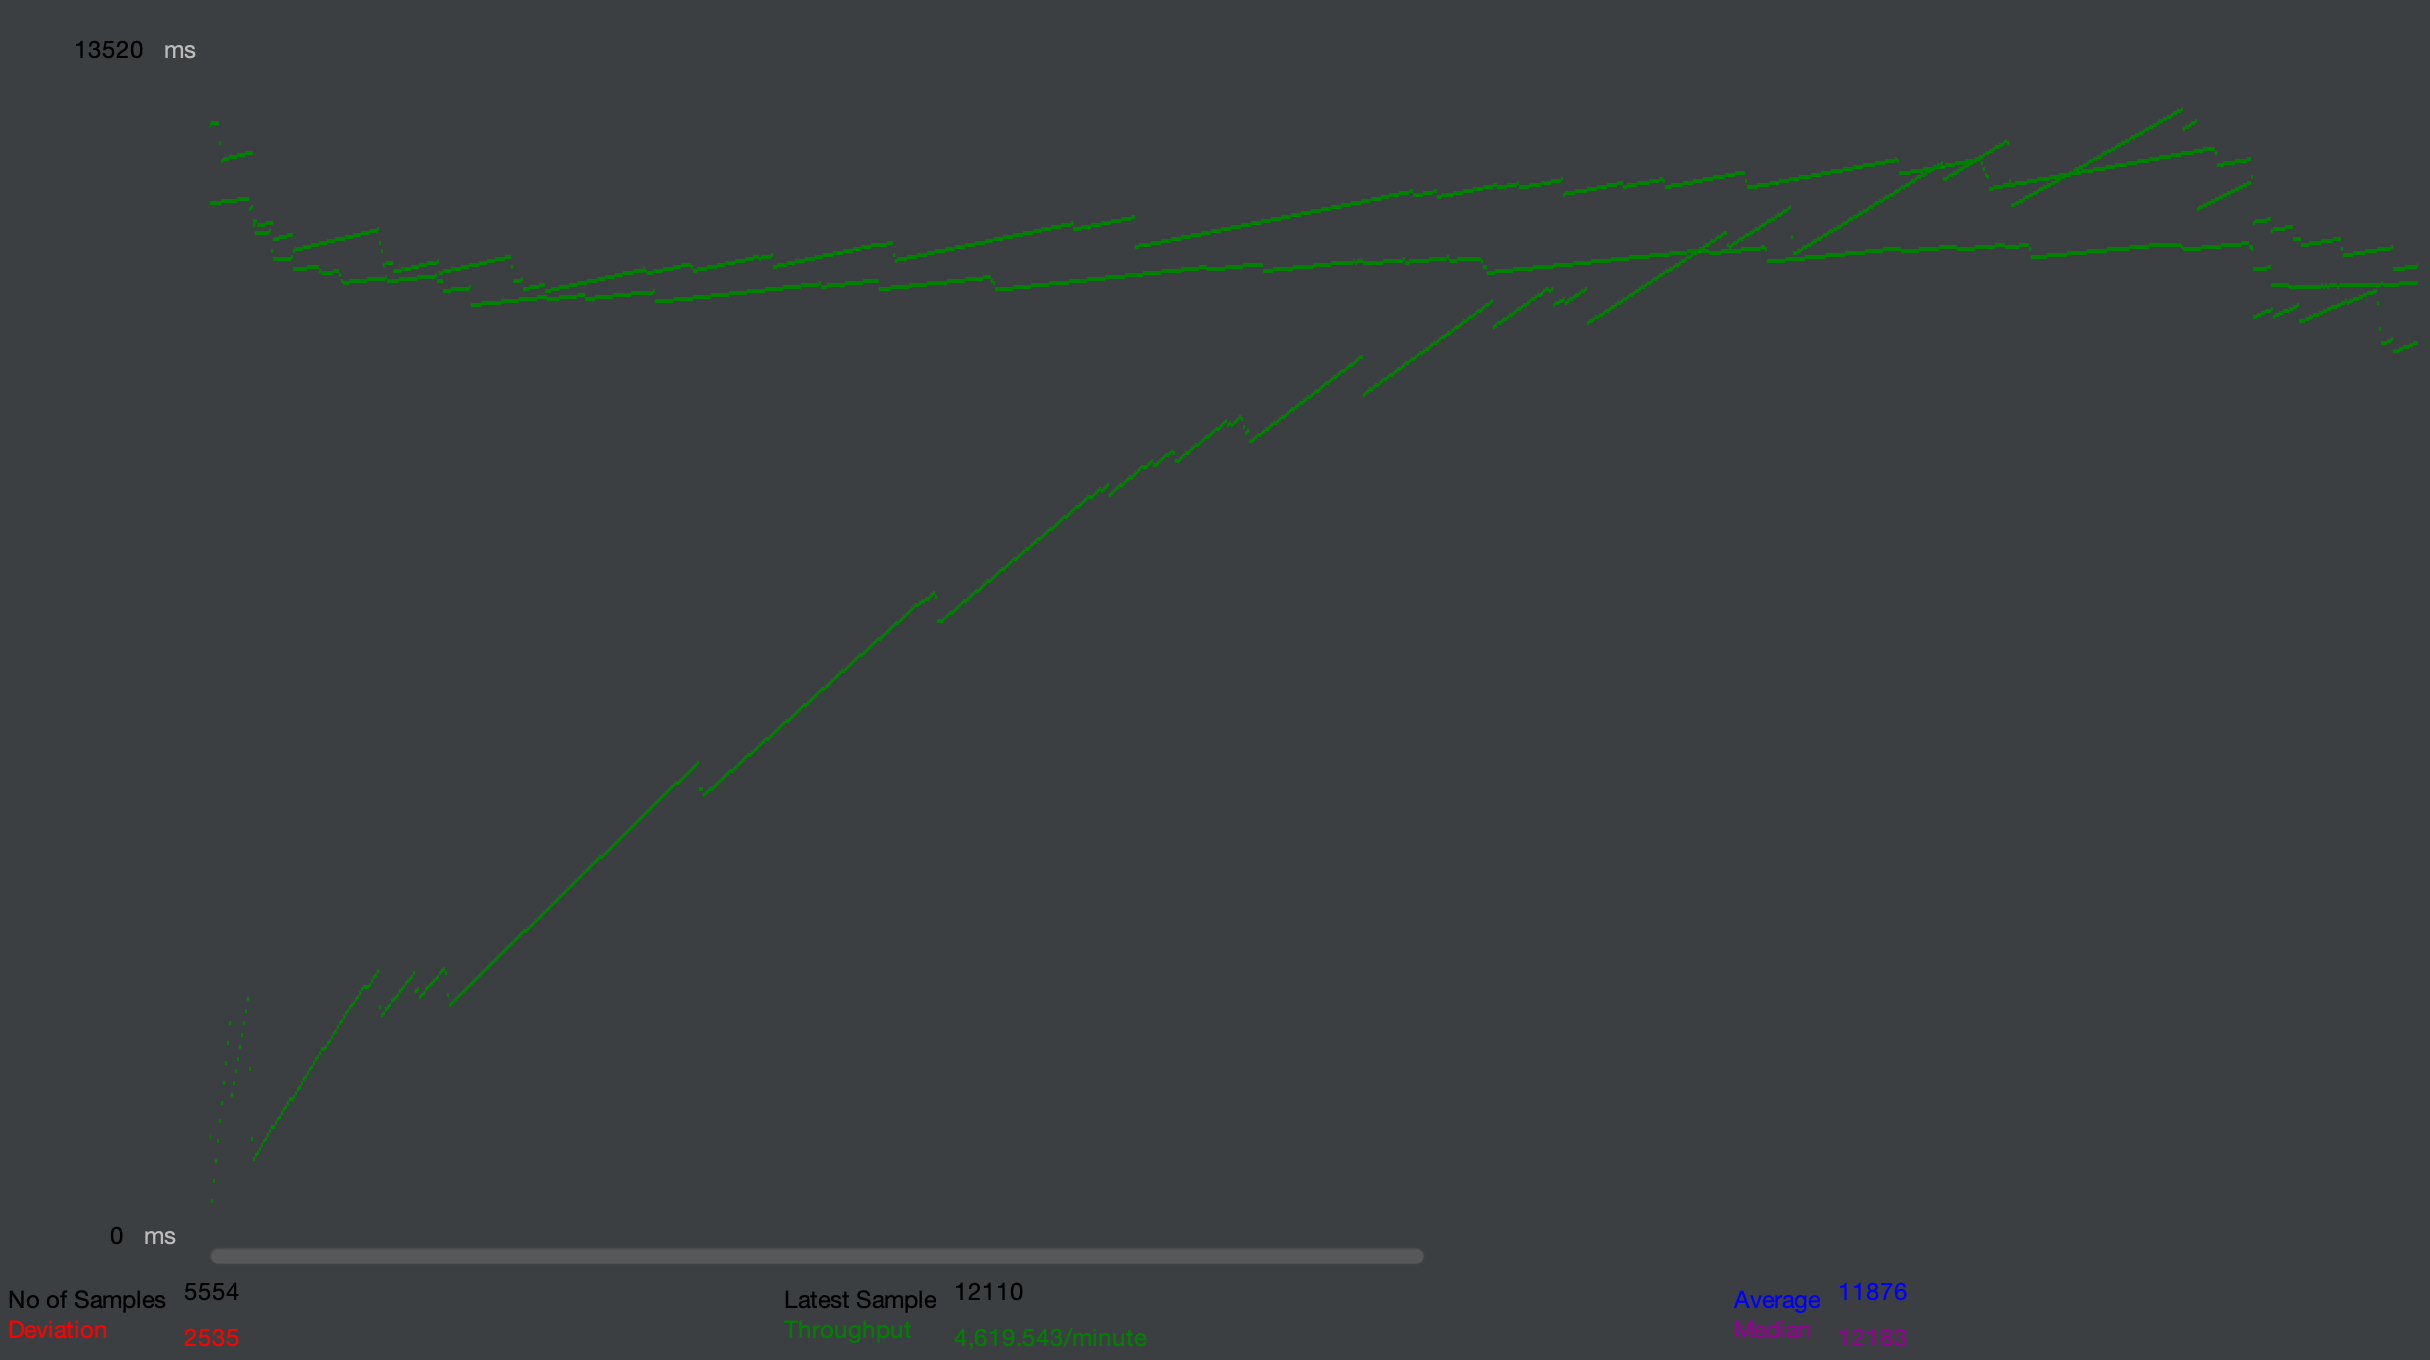 13520 ms
0 ms
No of Samples 5554 Latest Sample 12110 Average 11876
Deviation 2535 Throughput 4,619.543/minute Median 12183